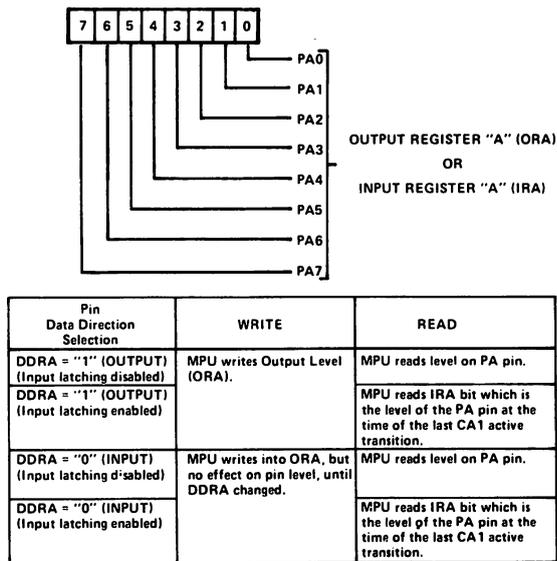 7 6 5 4 3 2 1 0
PA0
PA1
PA2
PA3
PA4
PA5
PA6
PA7
OUTPUT REGISTER "A" (ORA)
OR
INPUT REGISTER "A" (IRA)
Pin
Data Direction
Selection
WRITE
READ
DDRA = "1" (OUTPUT)
(Input latching disabled)
MPU writes Output Level
(ORA).
MPU reads level on PA pin.
DDRA = "1" (OUTPUT)
(Input latching enabled)
MPU reads IRA bit which is
the level of the PA pin at the
time of the last CA1 active
transition.
DDRA = "0" (INPUT)
(Input latching disabled)
MPU writes into ORA, but
no effect on pin level, until
DDRA changed.
MPU reads level on PA pin.
DDRA = "0" (INPUT)
(Input latching enabled)
MPU reads IRA bit which is
the level of the PA pin at the
time of the last CA1 active
transition.